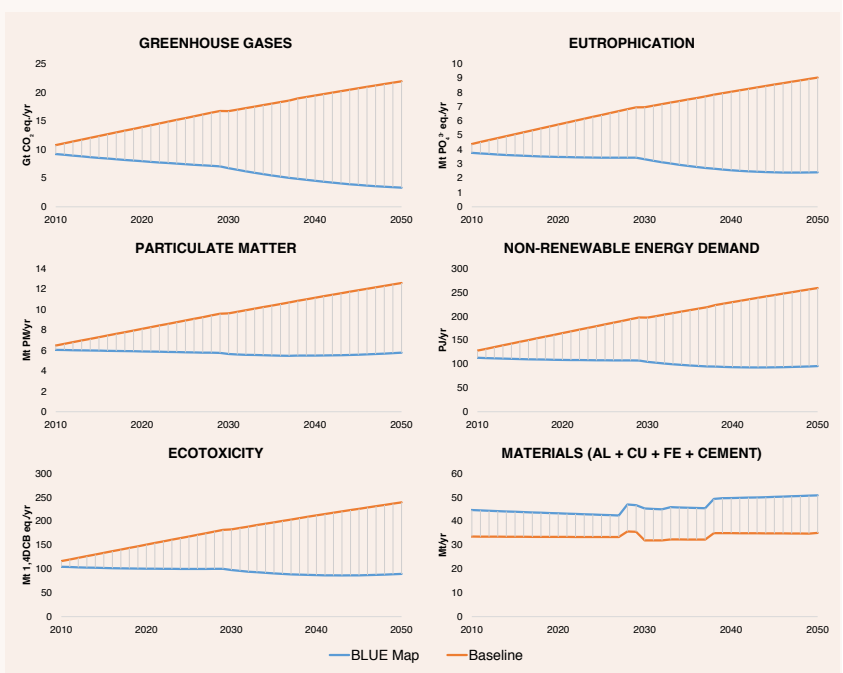 GREENHOUSE GASES
Gt CO₂ eq./yr
25
20
15
10
5
0
2010 2020 2030 2040 2050
EUTROPHICATION
Mt PO₄³⁻ eq./yr
10
9
8
7
6
5
4
3
2
1
0
2010 2020 2030 2040 2050
PARTICULATE MATTER
Mt PM/yr
14
12
10
8
6
4
2
0
2010 2020 2030 2040 2050
NON-RENEWABLE ENERGY DEMAND
PJ/yr
300
250
200
150
100
50
0
2010 2020 2030 2040 2050
ECOTOXICITY
Mt 1,4DCB eq./yr
300
250
200
150
100
50
0
2010 2020 2030 2040 2050
MATERIALS (AL + CU + FE + CEMENT)
Mt/yr
60
50
40
30
20
10
0
2010 2020 2030 2040 2050
BLUE Map Baseline